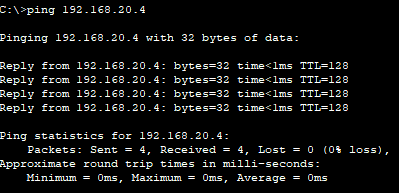 C:\>ping 192.168.20.4
Pinging 192.168.20.4 with 32 bytes of data:
Reply from 192.168.20.4: bytes=32 time<1ms TTL=128
Reply from 192.168.20.4: bytes=32 time<1ms TTL=128
Reply from 192.168.20.4: bytes=32 time<1ms TTL=128
Reply from 192.168.20.4: bytes=32 time<1ms TTL=128
Ping statistics for 192.168.20.4:
    Packets: Sent = 4, Received = 4, Lost = 0 (0% loss),
Approximate round trip times in milli-seconds:
    Minimum = 0ms, Maximum = 0ms, Average = 0ms